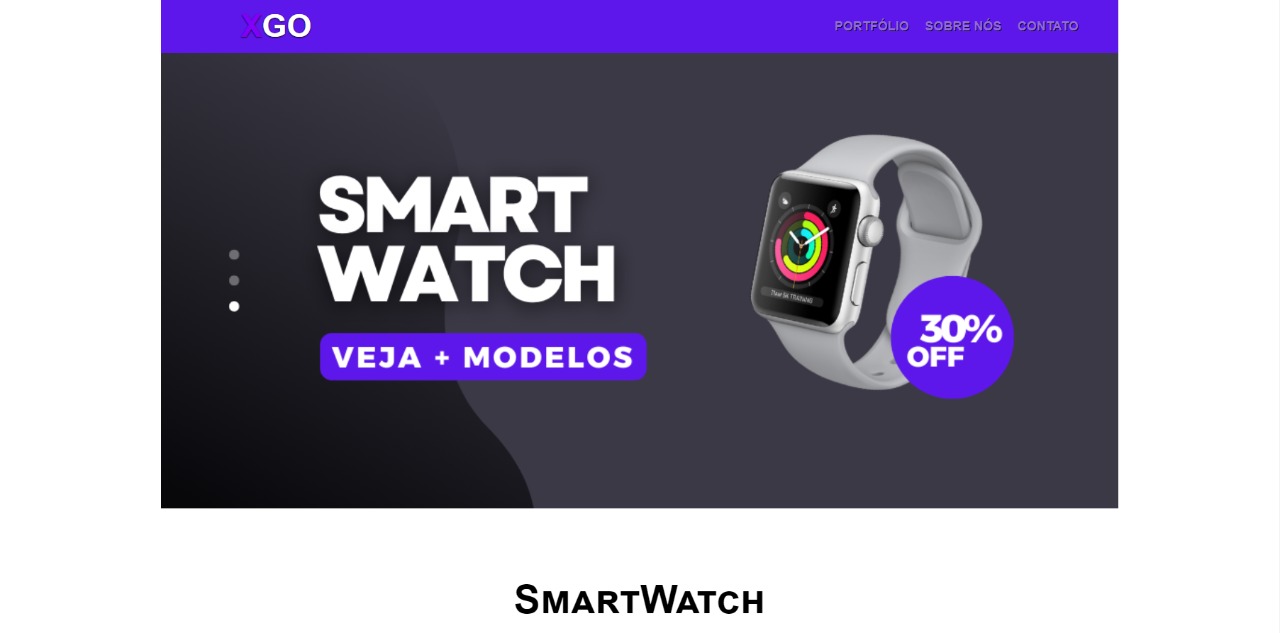 XGO
PORTFÓLIO SOBRE NÓS CONTATO
SMART
WATCH
VEJA + MODELOS
30%
OFF
SmartWatch